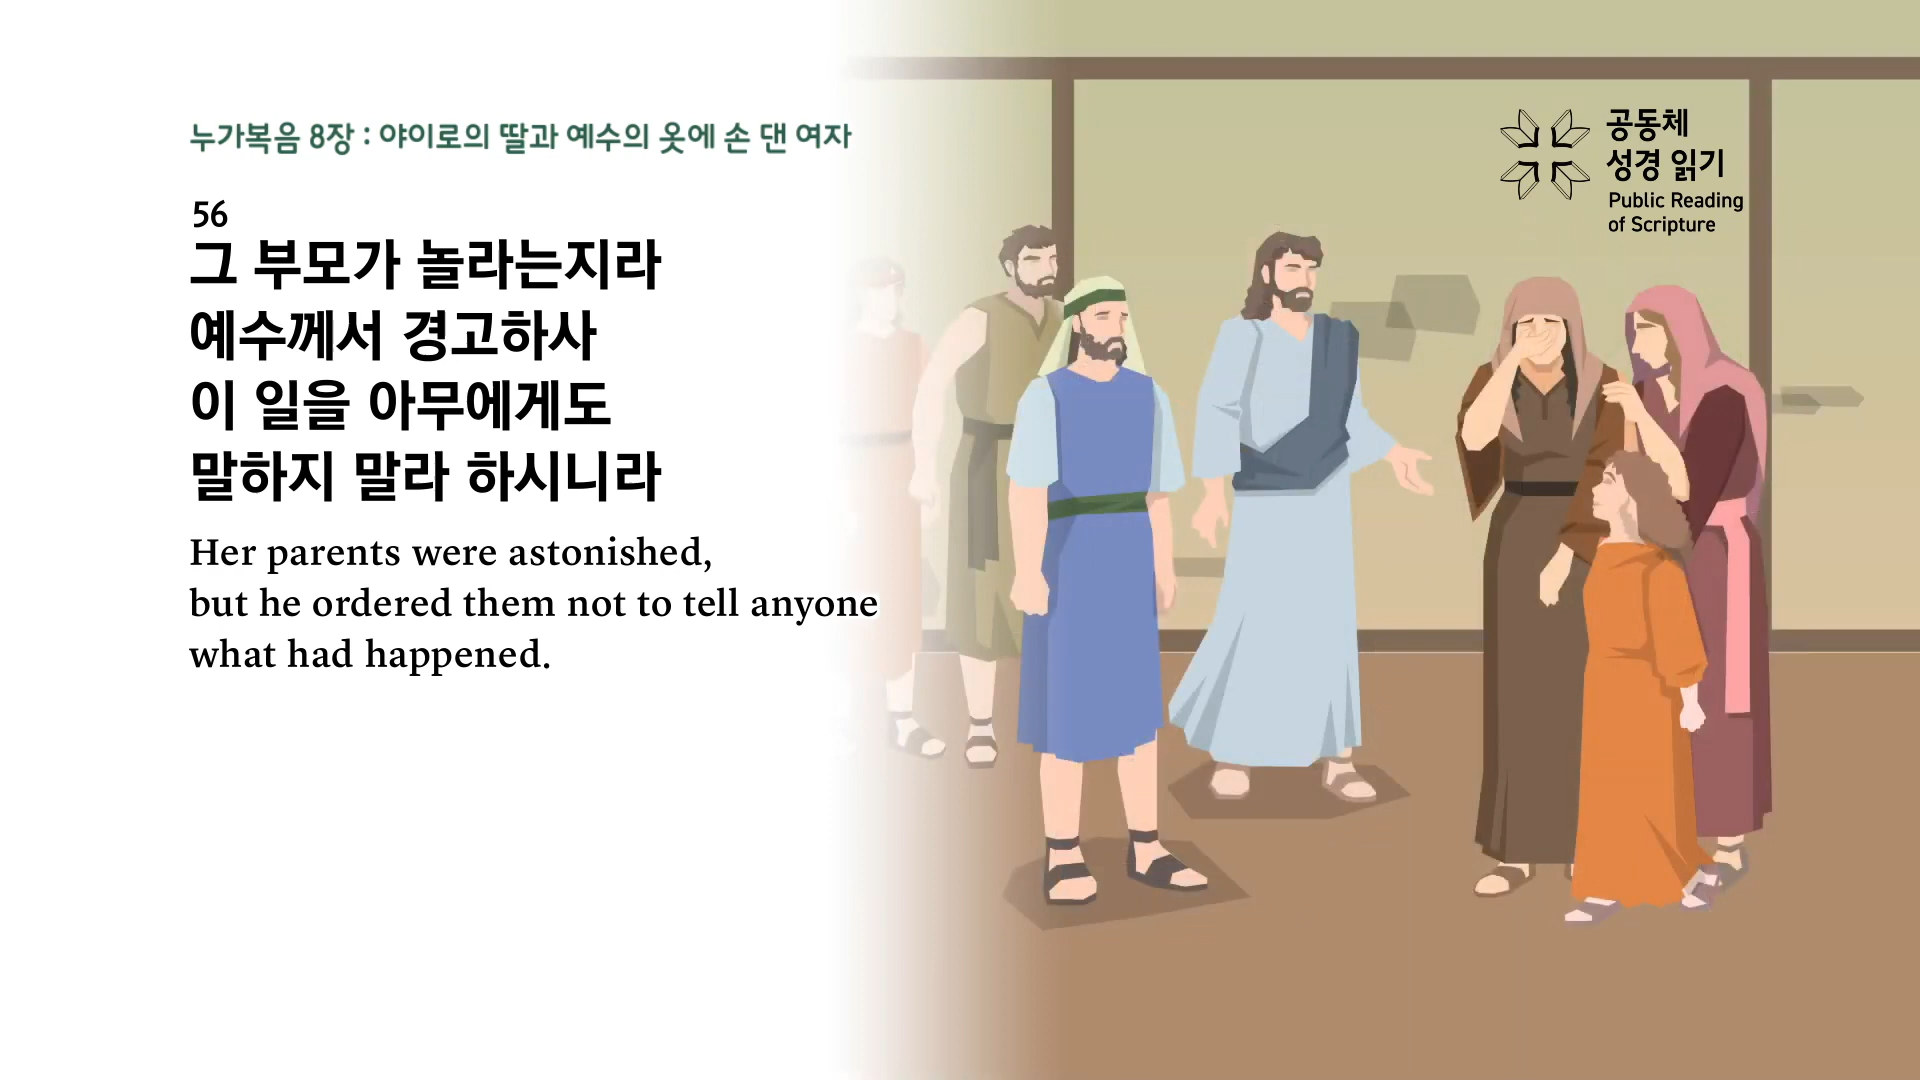 누가복음 8장 : 야이로의 딸과 예수의 옷에 손 댄 여자
공동체
성경 읽기
Public Reading
of Scripture
56
그 부모가 놀라는지라
예수께서 경고하사
이 일을 아무에게도
말하지 말라 하시니라
Her parents were astonished,
but he ordered them not to tell anyone
what had happened.